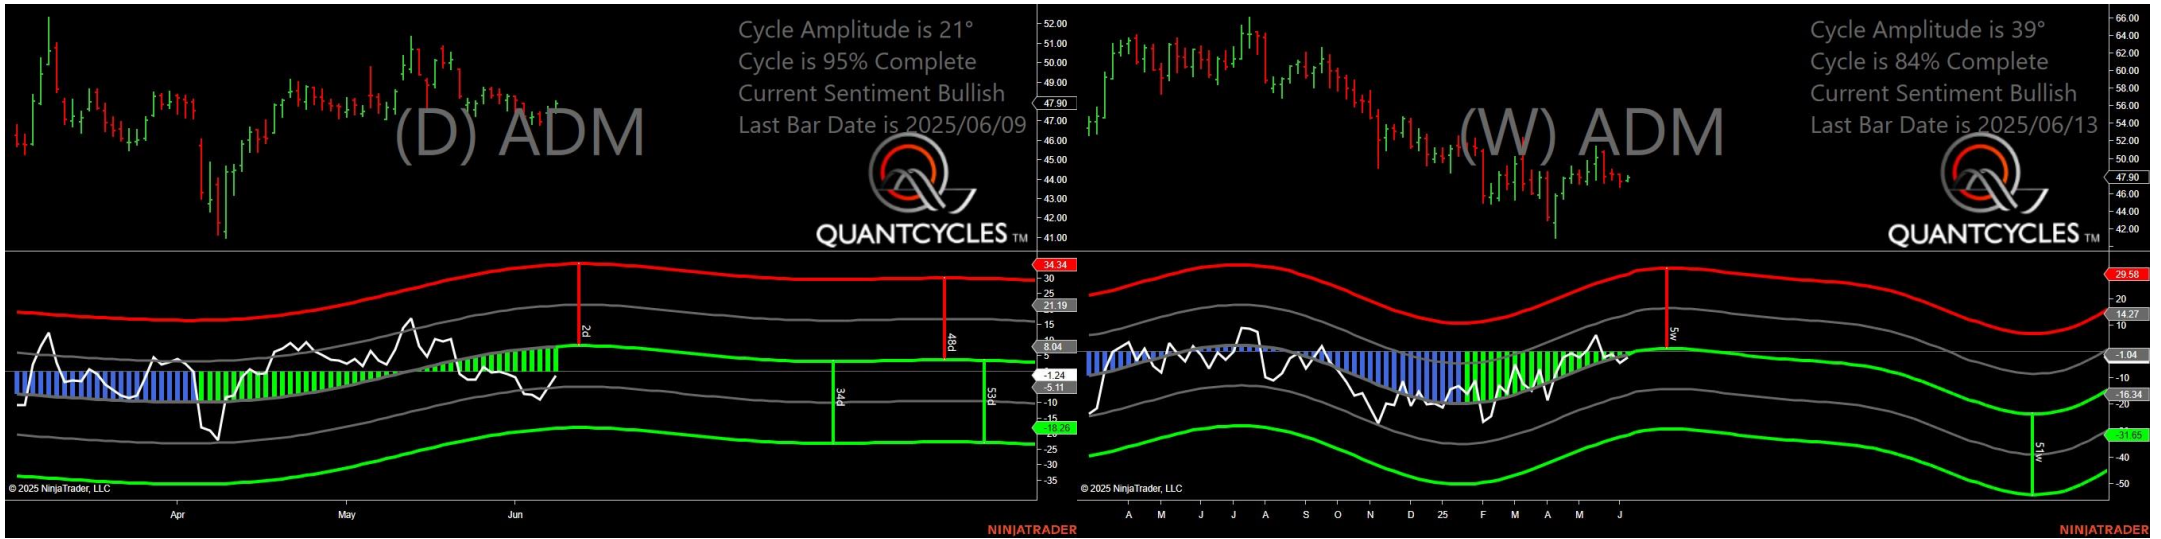 Cycle Amplitude is 21°
Cycle is 95% Complete
Current Sentiment Bullish
Last Bar Date is 2025/06/09
(D) ADM
QUANTCYCLES TM
52.00
51.00
50.00
49.00
47.90
47.00
46.00
45.00
44.00
43.00
42.00
41.00
34.34
30
25
21.19
15
8.04
5
-1.24
-5.11
-10
-15
-18.26
-25
-30
-35
2d
34d
48d
53d
© 2025 NinjaTrader, LLC
Apr May Jun
NINJATRADER
Cycle Amplitude is 39°
Cycle is 84% Complete
Current Sentiment Bullish
Last Bar Date is 2025/06/13
(W) ADM
QUANTCYCLES TM
66.00
64.00
62.00
60.00
58.00
56.00
54.00
52.00
50.00
47.90
46.00
44.00
42.00
29.58
20
14.27
10
-1.04
-10
-16.34
-20
-31.65
-40
-50
5w
51w
© 2025 NinjaTrader, LLC
A M J J A S O N D 25 F M A M J
NINJATRADER